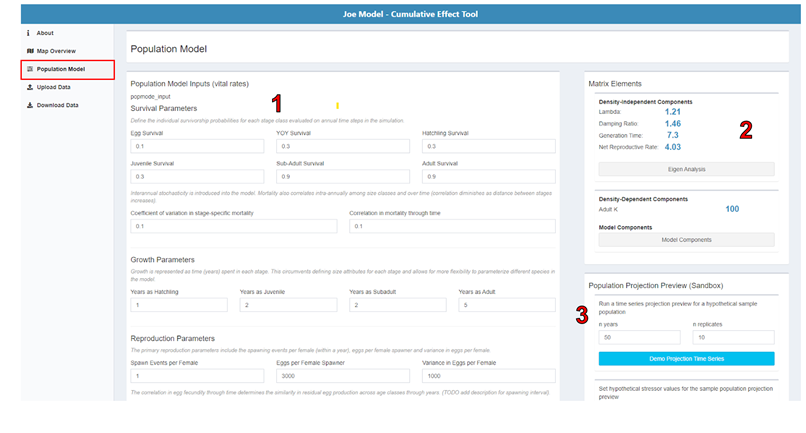 Joe Model - Cumulative Effect Tool
About
Map Overview
Population Model
Upload Data
Download Data
Population Model
Population Model Inputs (vital rates)
popmode_input
1
Survival Parameters
Define the individual survivorship probabilities for each stage class evaluated on annual time steps in the simulation.
Egg Survival
YOY Survival
Hatchling Survival
0.1
0.3
0.3
Juvenile Survival
Sub-Adult Survival
Adult Survival
0.3
0.9
0.9
Interannual stochasticity is introduced into the model. Mortality also correlates intra-annually among size classes and over time (correlation diminishes as distance between stages
increases).
Coefficient of variation in stage-specific mortality
Correlation in mortality through time
0.1
0.1
Growth Parameters
Growth is represented as time (years) spent in each stage. This circumvents defining size attributes for each stage and allows for more flexibility to parameterize different species in
the model.
Years as Hatchling
Years as Juvenile
Years as Subadult
Years as Adult
1
2
2
5
Reproduction Parameters
The primary reproduction parameters include the spawning events per female (within a year), eggs per female spawner and variance in eggs per female.
Spawn Events per Female
Eggs per Female Spawner
Variance in Eggs per Female
1
3000
1000
The correlation in egg fecundity through time determines the similarity in residual egg production across age classes through years. (TODO add description for spawning interval).
Matrix Elements
Density-Independent Components
Lambda: 1.21
Damping Ratio: 1.46
Generation Time: 7.3
Net Reproductive Rate: 4.03
2
Eigen Analysis
Density-Dependent Components
Adult K 100
Model Components
Model Components
Population Projection Preview (Sandbox)
3
Run a time series projection preview for a hypothetical sample
population
n years
n replicates
50
10
Demo Projection Time Series
Set hypothetical stressor values for the sample population projection
preview